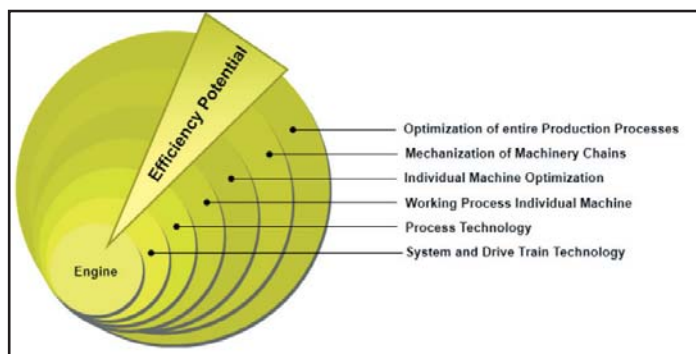 Efficiency Potential
Optimization of entire Production Processes
Mechanization of Machinery Chains
Individual Machine Optimization
Working Process Individual Machine
Process Technology
System and Drive Train Technology
Engine